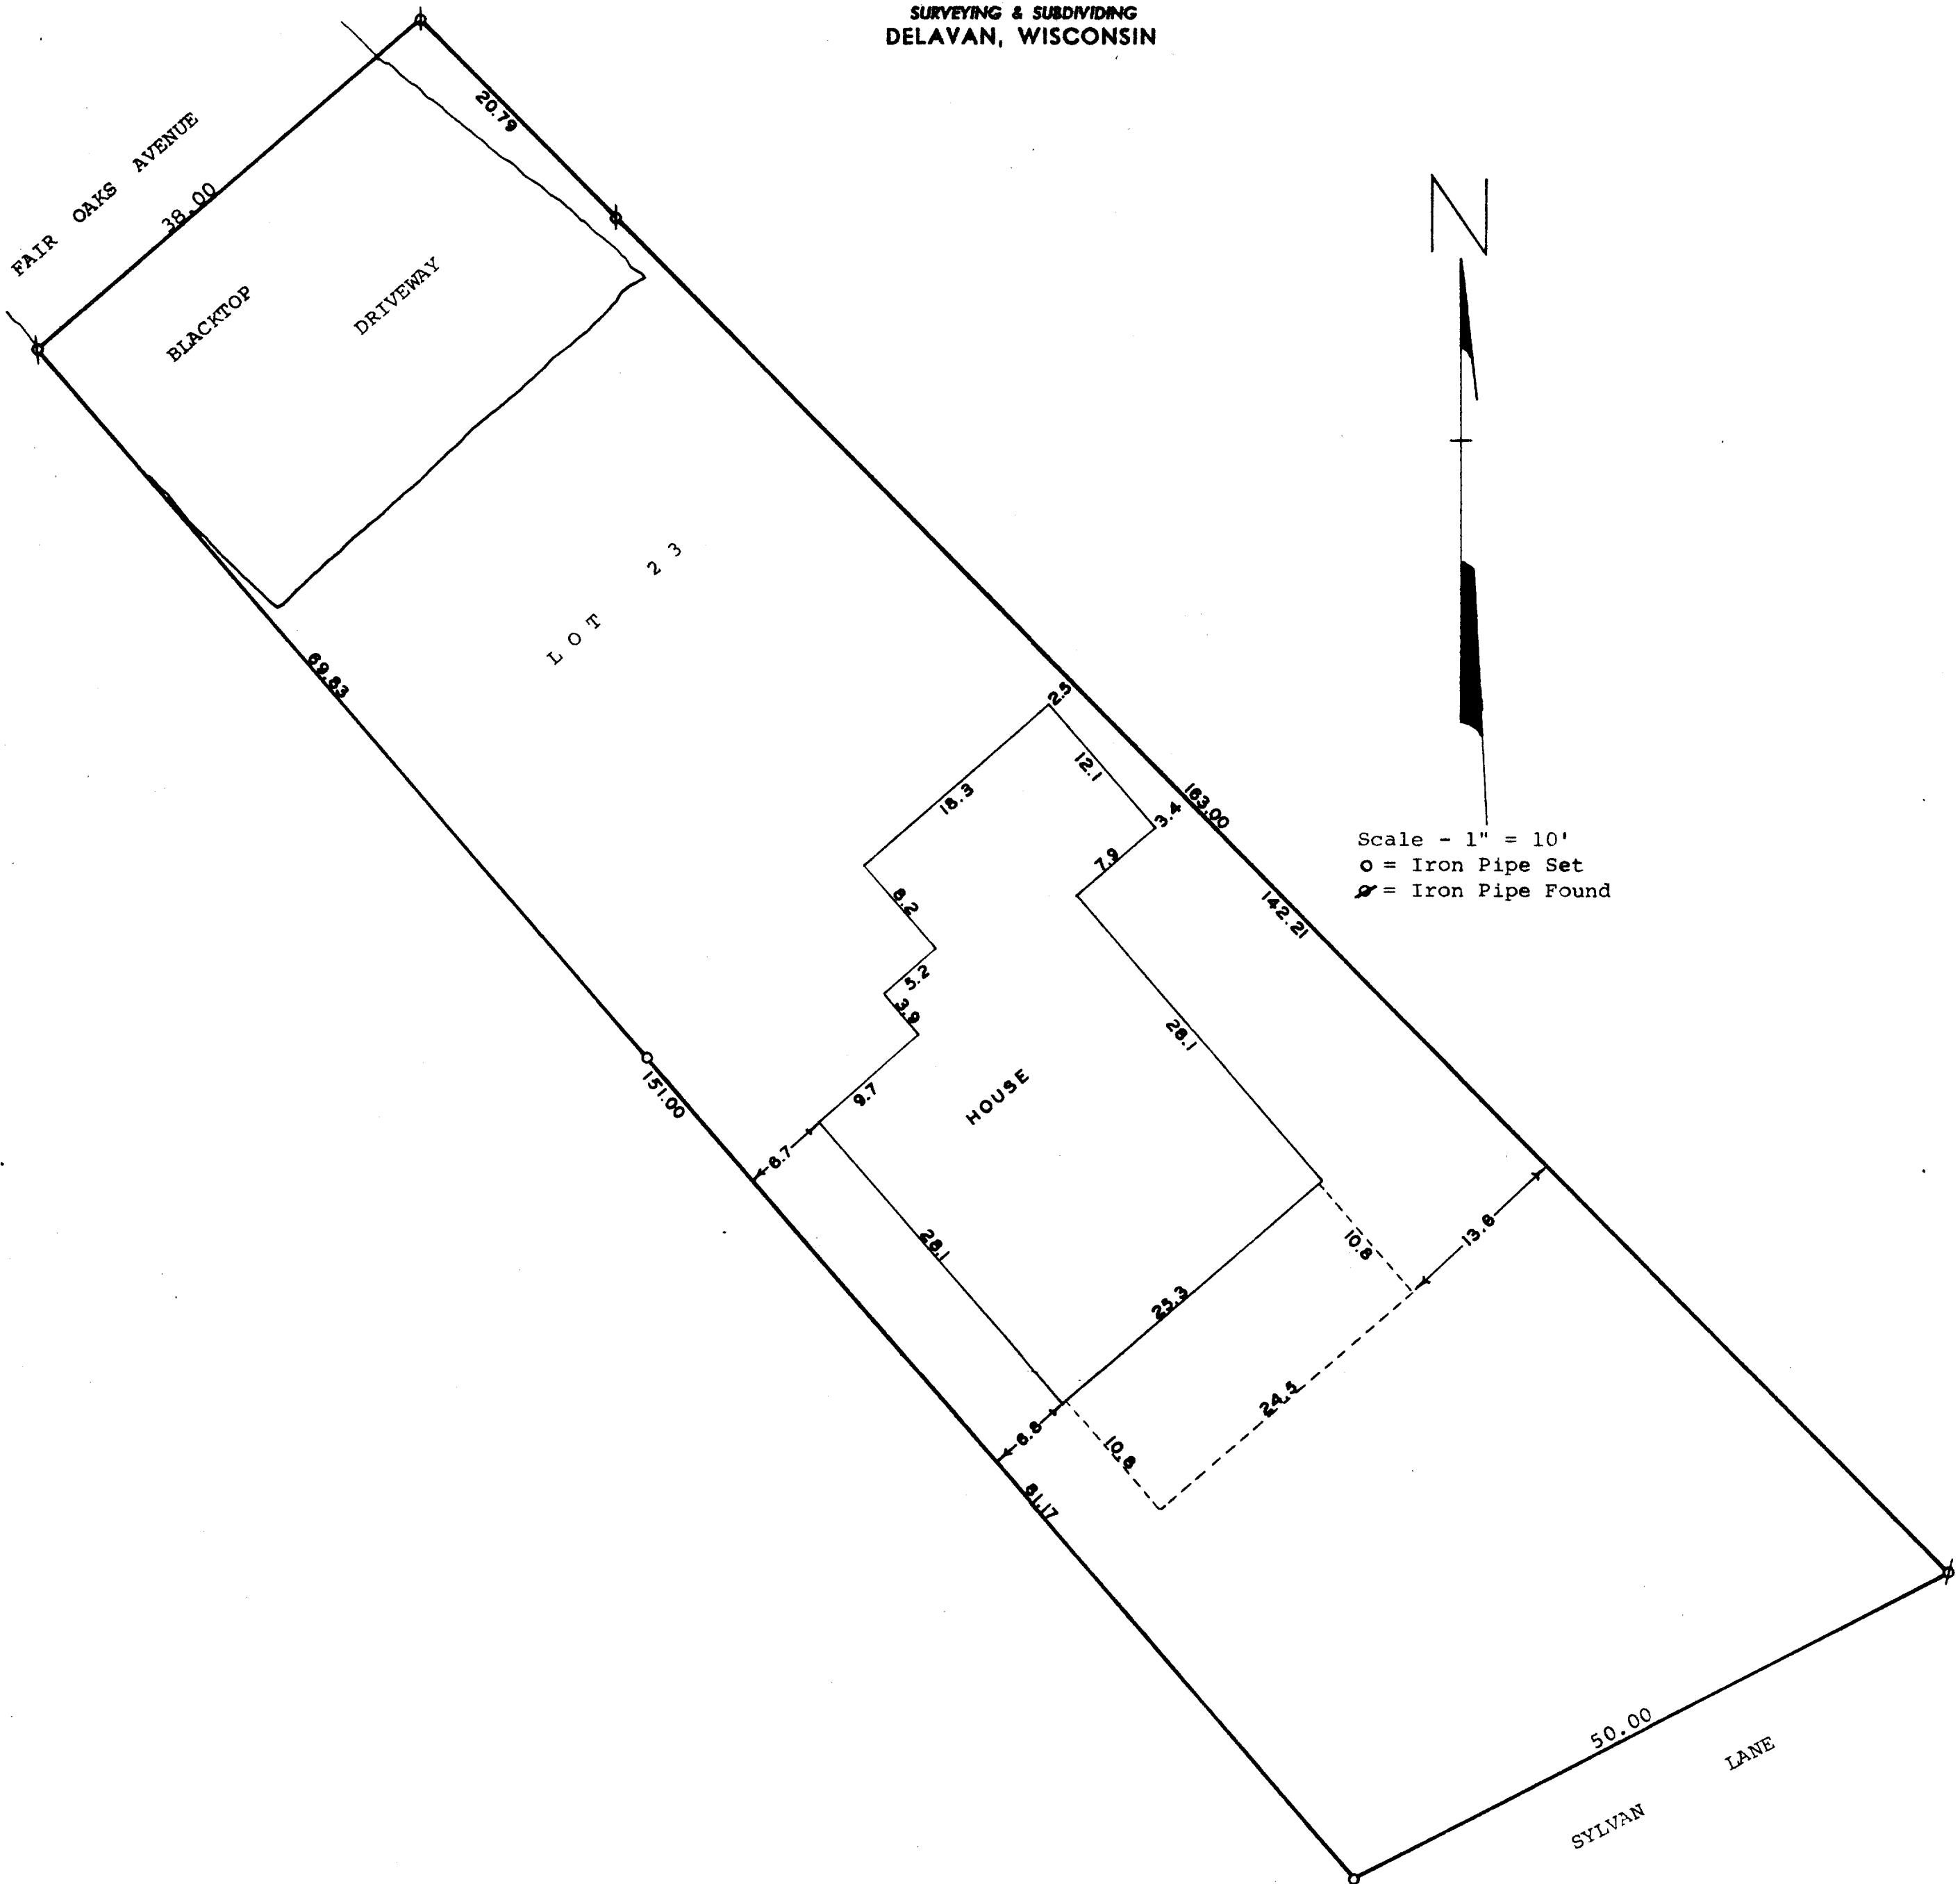 SURVEYING & SUBDIVIDING
DELAVAN, WISCONSIN
20.79
FAIR OAKS AVENUE
38.00
N
BLACKTOP DRIVEWAY
LOT 23
69.83
2.5
12.1
18.3
3.4
163.00
7.9
Scale - 1" = 10'
o = Iron Pipe Set
ø = Iron Pipe Found
8.2
142.21
5.2
3.9
28.1
151.00
9.7
HOUSE
6.7
28.1
10.8
13.6
25.3
24.5
6.8
10.8
81.17
50.00
SYLVAN LANE